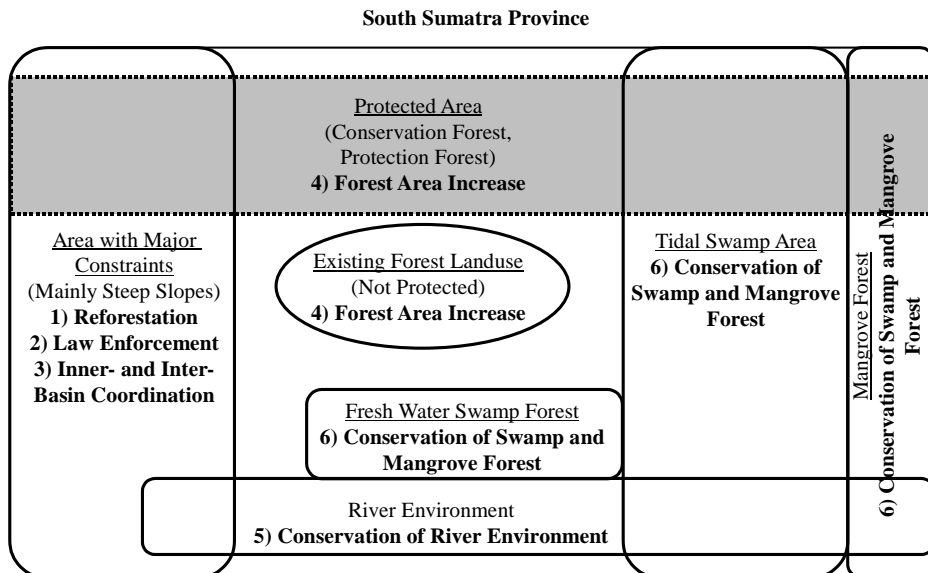 South Sumatra Province
Protected Area
(Conservation Forest,
Protection Forest)
4) Forest Area Increase
Area with Major
Constraints
(Mainly Steep Slopes)
1) Reforestation
2) Law Enforcement
3) Inner- and Inter-
Basin Coordination
Existing Forest Landuse
(Not Protected)
4) Forest Area Increase
Tidal Swamp Area
6) Conservation of
Swamp and Mangrove
Forest
Mangrove Forest
6) Conservation of Swamp and Mangrove
Forest
Fresh Water Swamp Forest
6) Conservation of Swamp and
Mangrove Forest
River Environment
5) Conservation of River Environment